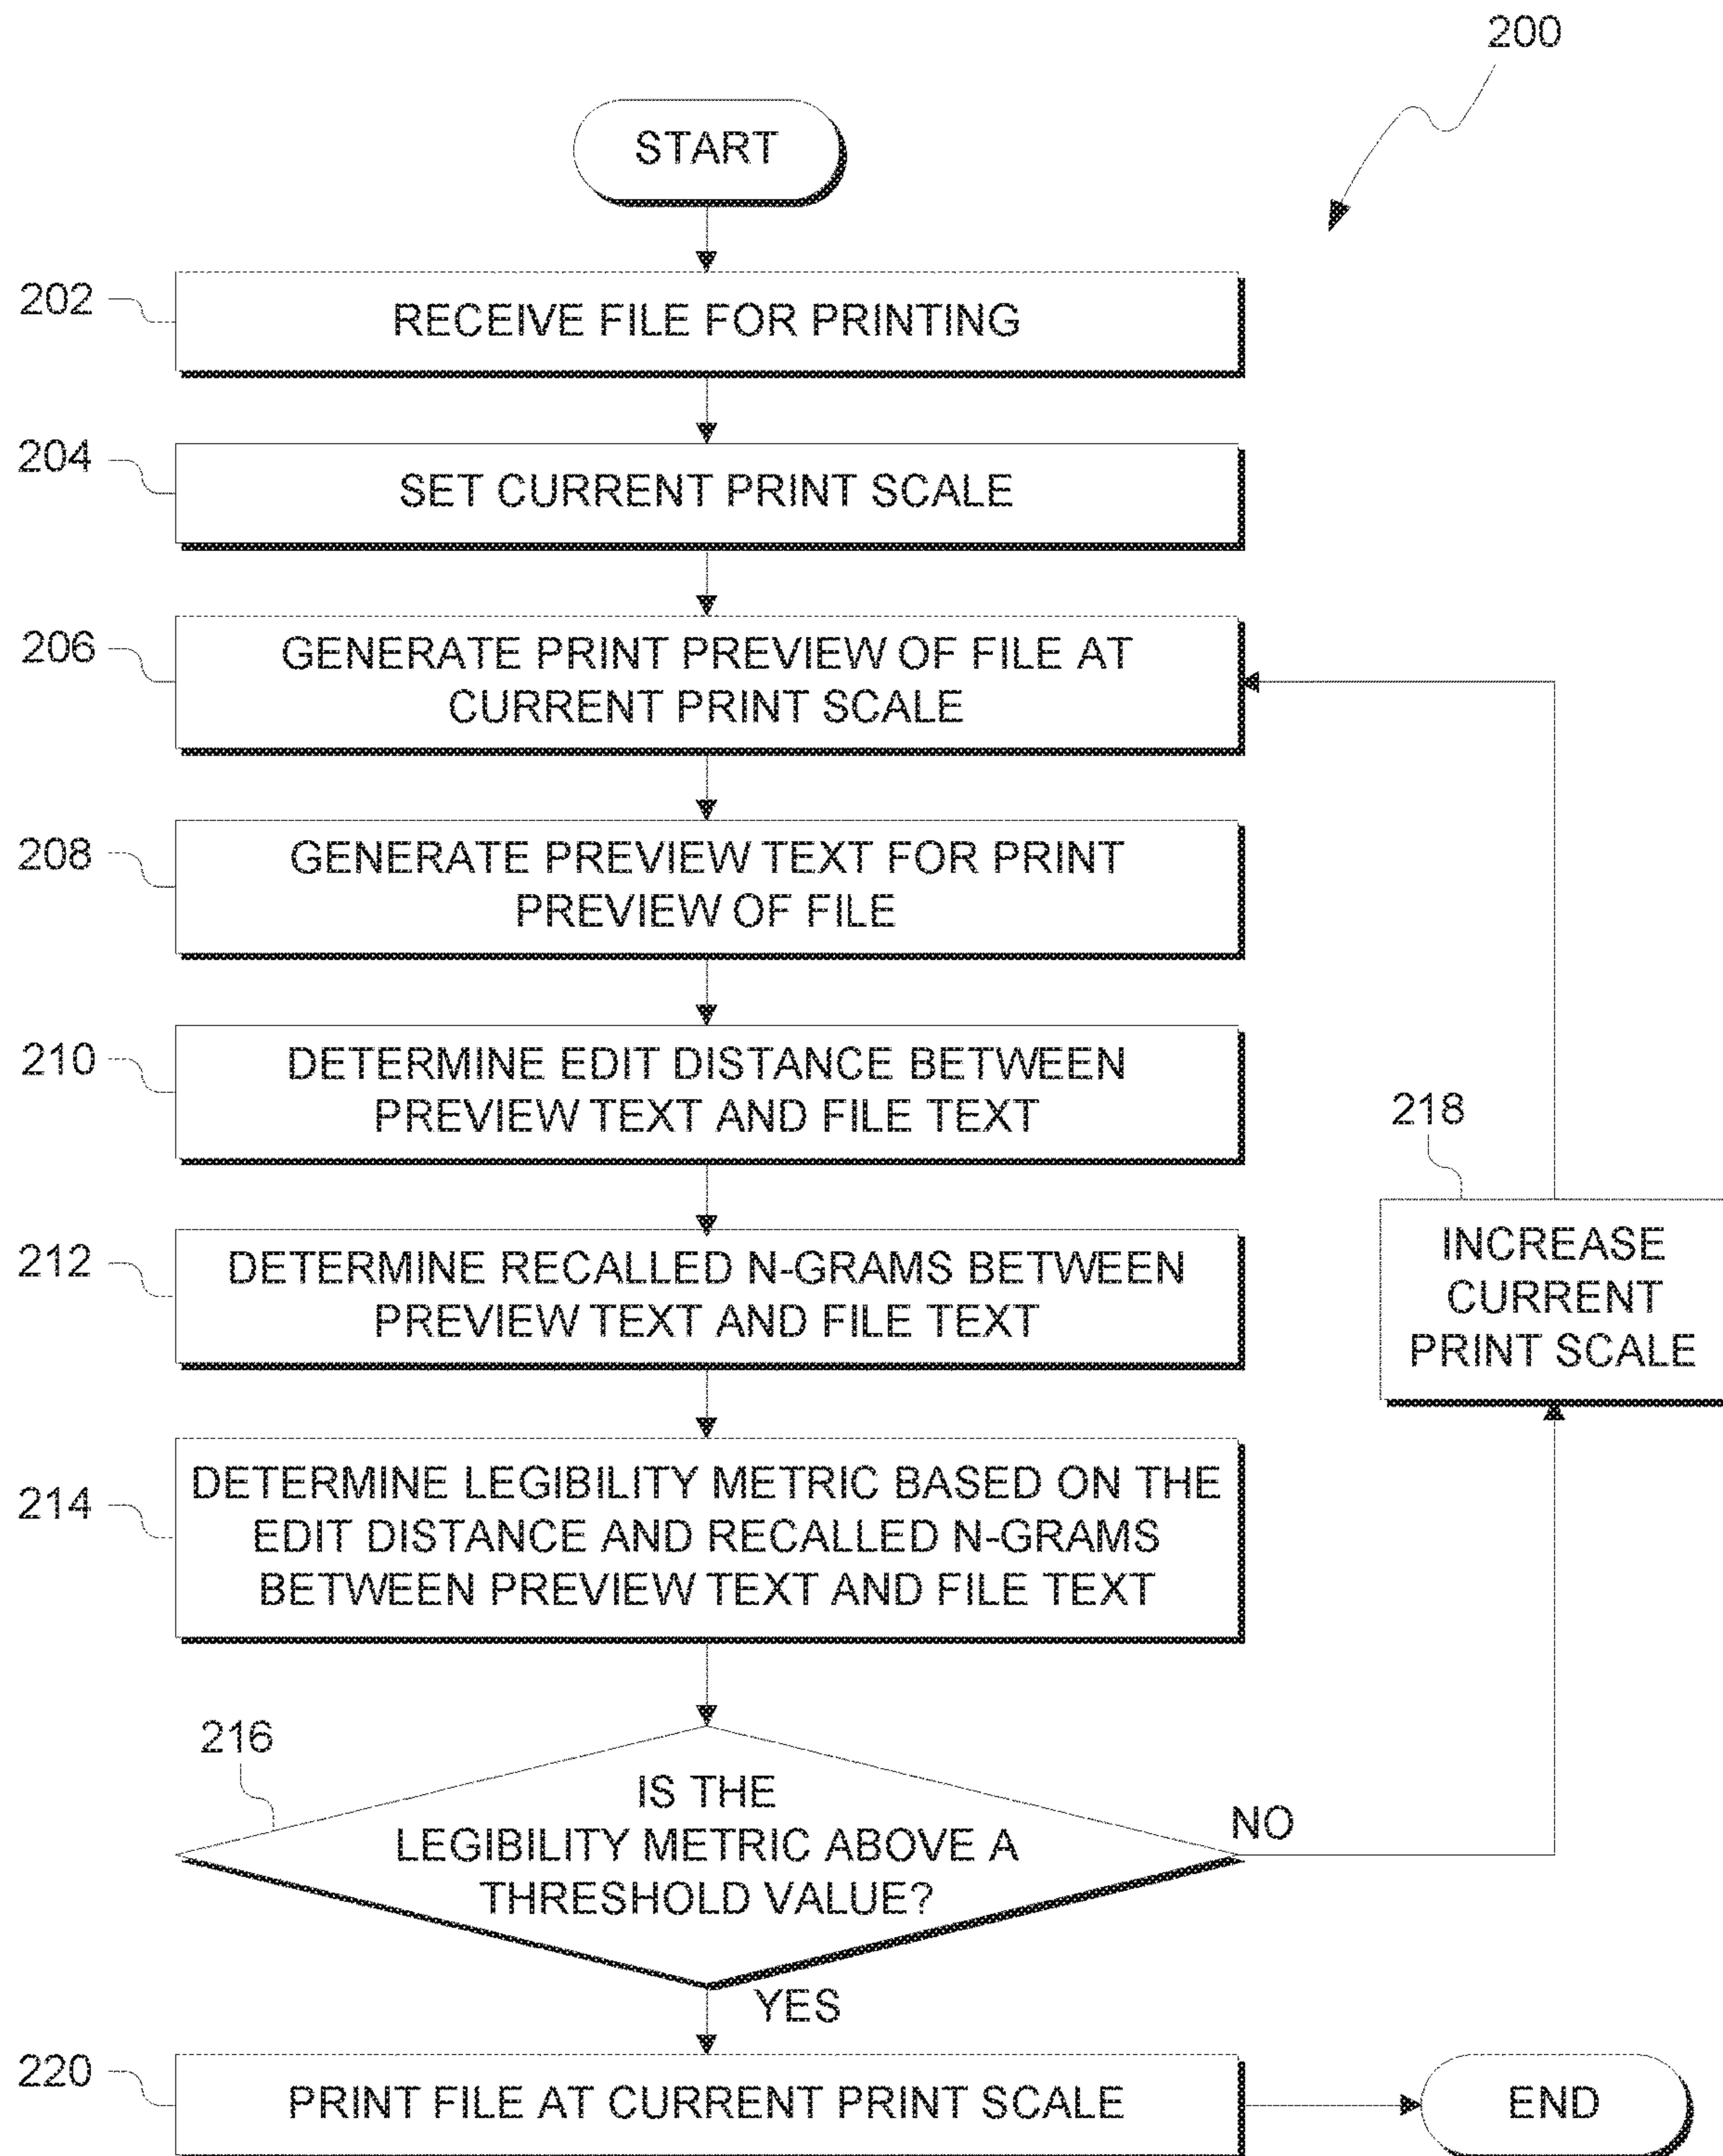 200
START
202
RECEIVE FILE FOR PRINTING
204
SET CURRENT PRINT SCALE
206
GENERATE PRINT PREVIEW OF FILE AT
CURRENT PRINT SCALE
208
GENERATE PREVIEW TEXT FOR PRINT
PREVIEW OF FILE
210
DETERMINE EDIT DISTANCE BETWEEN
PREVIEW TEXT AND FILE TEXT
212
DETERMINE RECALLED N-GRAMS BETWEEN
PREVIEW TEXT AND FILE TEXT
218
INCREASE
CURRENT
PRINT SCALE
214
DETERMINE LEGIBILITY METRIC BASED ON THE
EDIT DISTANCE AND RECALLED N-GRAMS
BETWEEN PREVIEW TEXT AND FILE TEXT
216
IS THE
LEGIBILITY METRIC ABOVE A
THRESHOLD VALUE?
NO
YES
220
PRINT FILE AT CURRENT PRINT SCALE
END